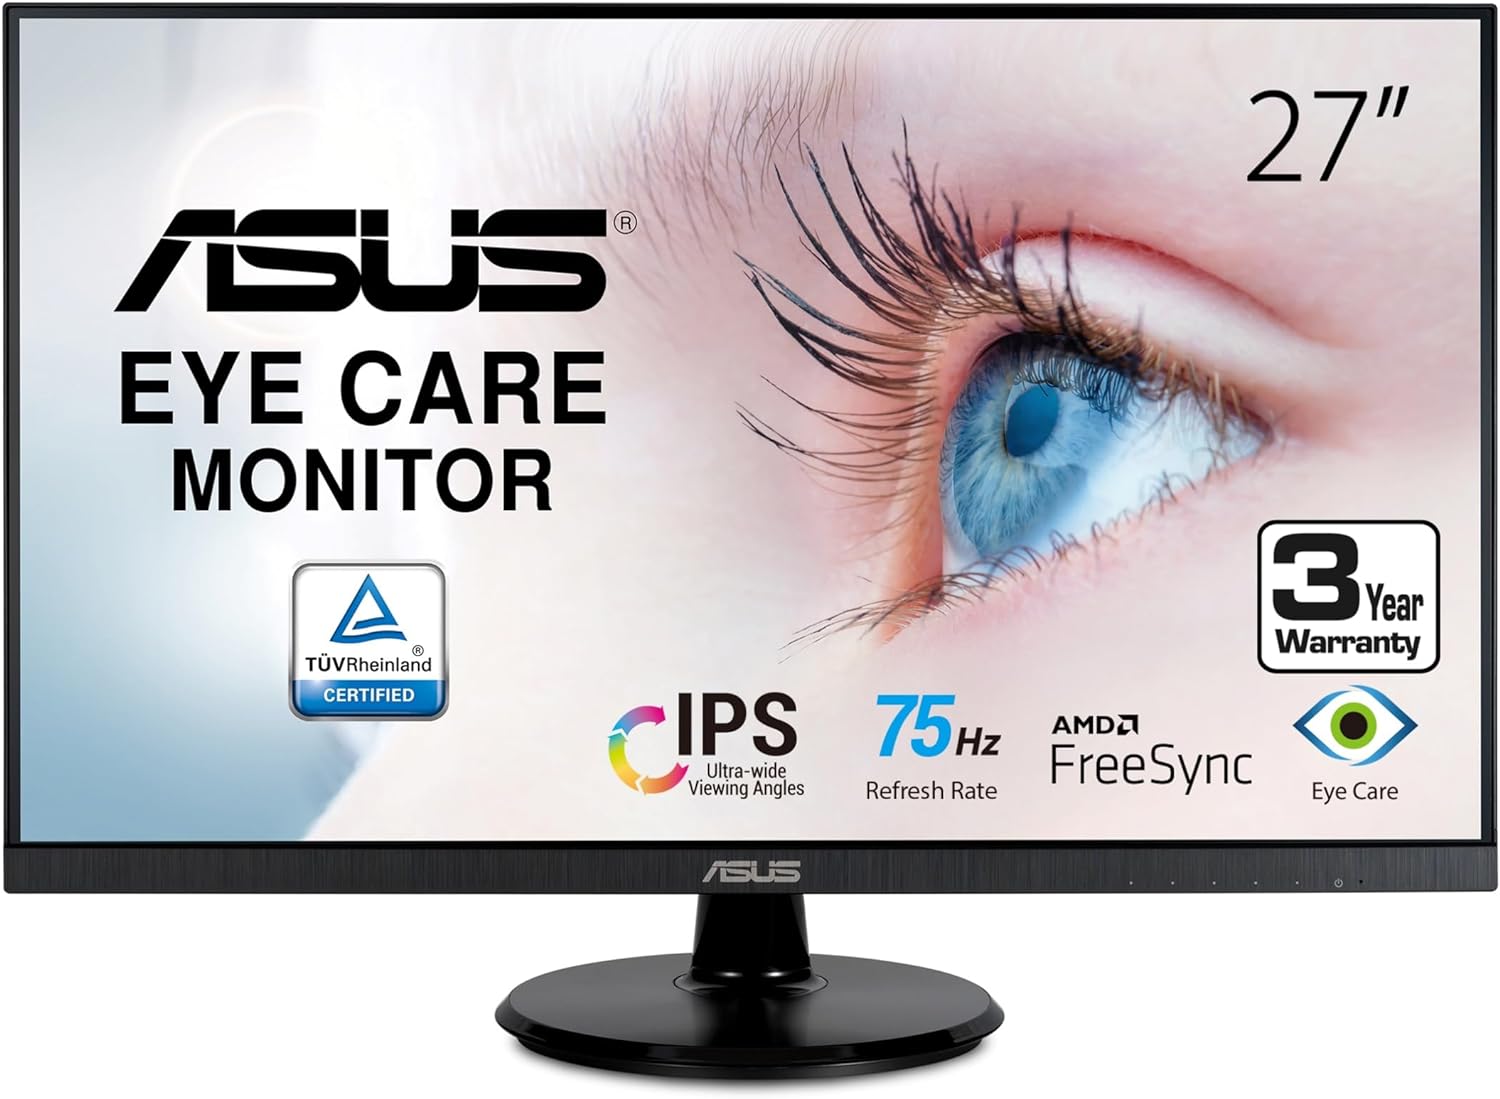 27"
ASUS®
EYE CARE
MONITOR
3 Year
Warranty
TÜVRheinland®
CERTIFIED
IPS
Ultra-wide
Viewing Angles
75Hz
Refresh Rate
AMD
FreeSync
Eye Care
ASUS